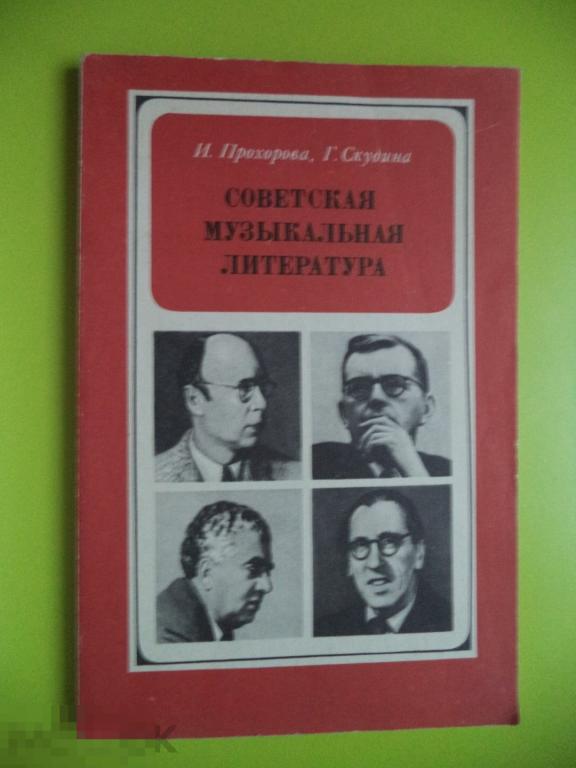 И. Прохорова, Г. Скудина
СОВЕТСКАЯ
МУЗЫКАЛЬНАЯ
ЛИТЕРАТУРА